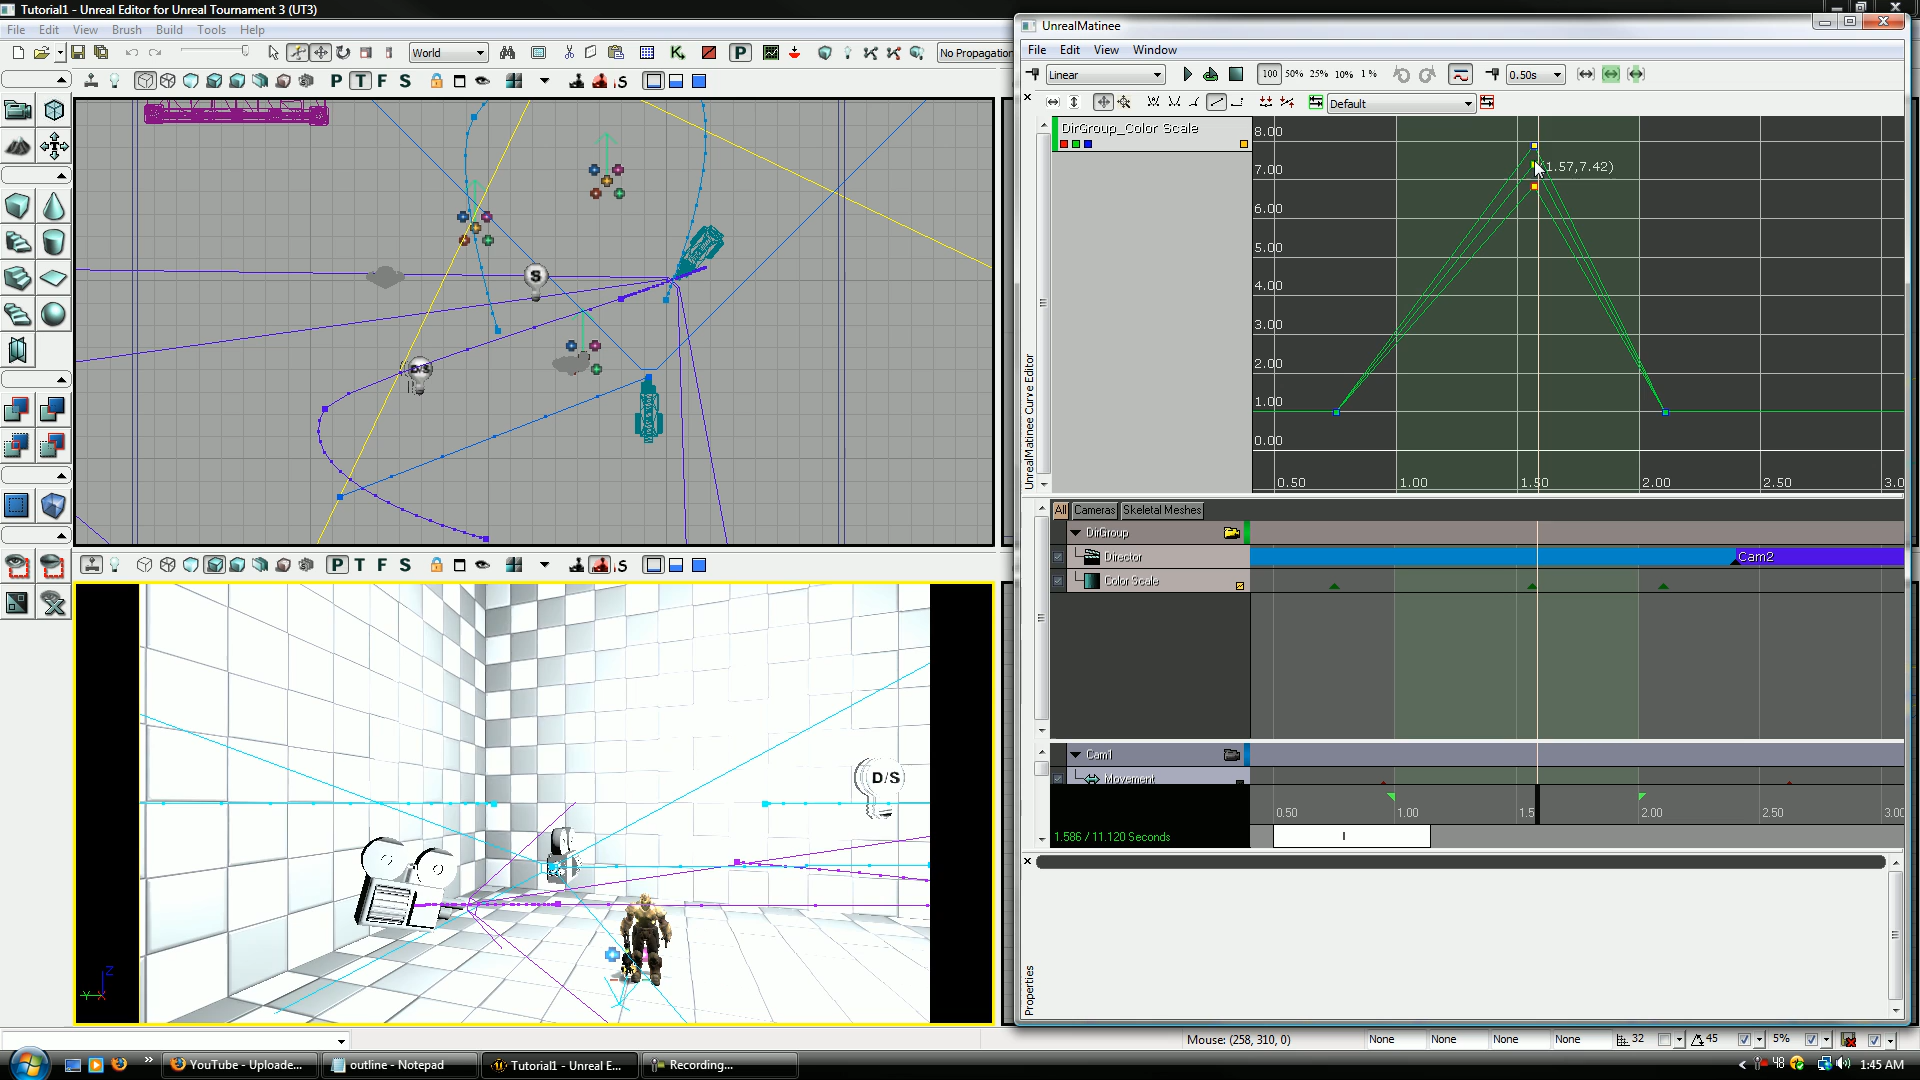 Tutorial1 - Unreal Editor for Unreal Tournament 3 (UT3)
File Edit View Brush Build Tools Help
World
No Propagation
P T F S
S
D/S
P T F S
D/S
Z
Y X
UnrealMatinee
File Edit View Window
Linear
100 50% 25% 10% 1 %
0.50s
Default
DirGroup_Color Scale
8.00
7.00
6.00
5.00
4.00
3.00
2.00
1.00
0.00
(1.57,7.42)
0.50 1.00 1.50 2.00 2.50 3.0
UnrealMatinee Curve Editor
All Cameras Skeletal Meshes
DirGroup
Director
Cam2
Color Scale
Cam1
Movement
0.50 1.00 1.5 2.00 2.50 3.00
1.586 / 11.120 Seconds
Properties
Mouse: (258, 310, 0)
None None None None
32 45 5%
YouTube - Uploade...
outline - Notepad
Tutorial1 - Unreal E...
Recording...
48
1:45 AM